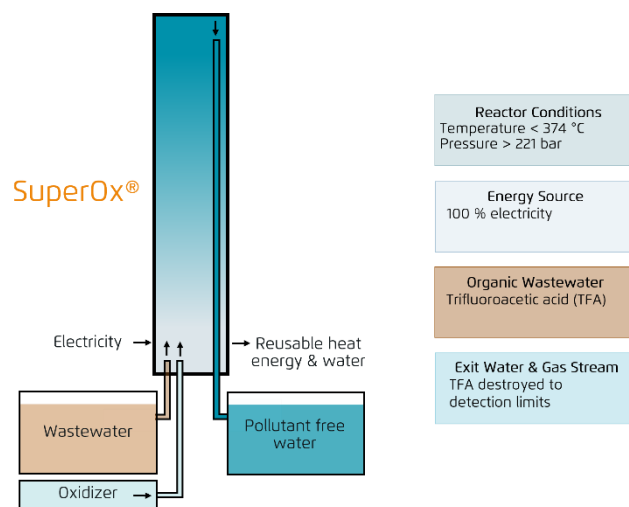 SuperOx®
Electricity
Reusable heat
energy & water
Wastewater
Pollutant free
water
Oxidizer
Reactor Conditions
Temperature < 374 °C
Pressure > 221 bar
Energy Source
100 % electricity
Organic Wastewater
Trifluoroacetic acid (TFA)
Exit Water & Gas Stream
TFA destroyed to
detection limits